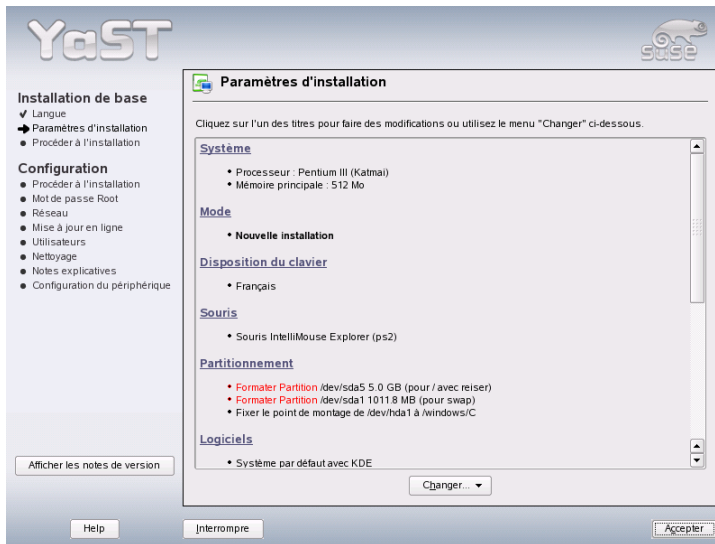 YaST
SUSE
Installation de base
Langue
Paramètres d'installation
Procéder à l'installation
Configuration
Procéder à l'installation
Mot de passe Root
Réseau
Mise à jour en ligne
Utilisateurs
Nettoyage
Notes explicatives
Configuration du périphérique
Afficher les notes de version
Paramètres d'installation
Cliquez sur l'un des titres pour faire des modifications ou utilisez le menu "Changer" ci-dessous.
Système
Processeur : Pentium III (Katmai)
Mémoire principale : 512 Mo
Mode
Nouvelle installation
Disposition du clavier
Français
Souris
Souris IntelliMouse Explorer (ps2)
Partitionnement
Formater Partition /dev/sda5 5.0 GB (pour / avec reiser)
Formater Partition /dev/sda1 1011.8 MB (pour swap)
Fixer le point de montage de /dev/hda1 à /windows/C
Logiciels
Système par défaut avec KDE
Changer...
Help
Interrompre
Accepter